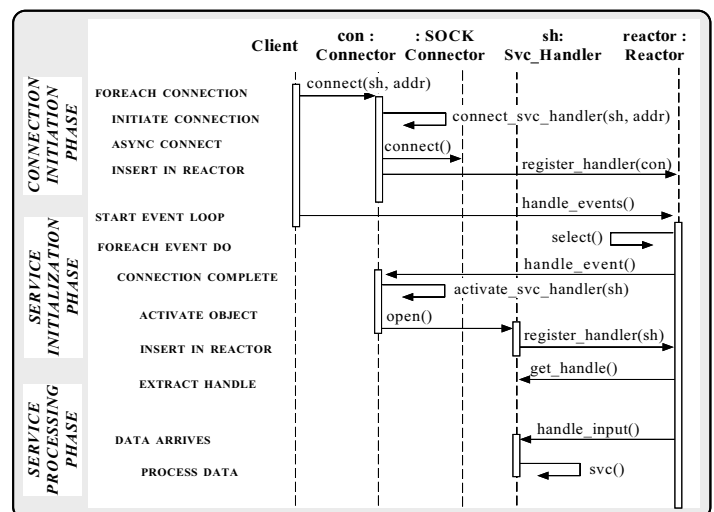 Client
con :
Connector
: SOCK
Connector
sh:
Svc_Handler
reactor :
Reactor
CONNECTION
INITIATION
PHASE
FOREACH CONNECTION
connect(sh, addr)
INITIATE CONNECTION
connect_svc_handler(sh, addr)
ASYNC CONNECT
connect()
INSERT IN REACTOR
register_handler(con)
SERVICE
INITIALIZATION
PHASE
START EVENT LOOP
handle_events()
FOREACH EVENT DO
select()
CONNECTION COMPLETE
handle_event()
activate_svc_handler(sh)
ACTIVATE OBJECT
open()
INSERT IN REACTOR
register_handler(sh)
EXTRACT HANDLE
get_handle()
SERVICE
PROCESSING
PHASE
DATA ARRIVES
handle_input()
PROCESS DATA
svc()